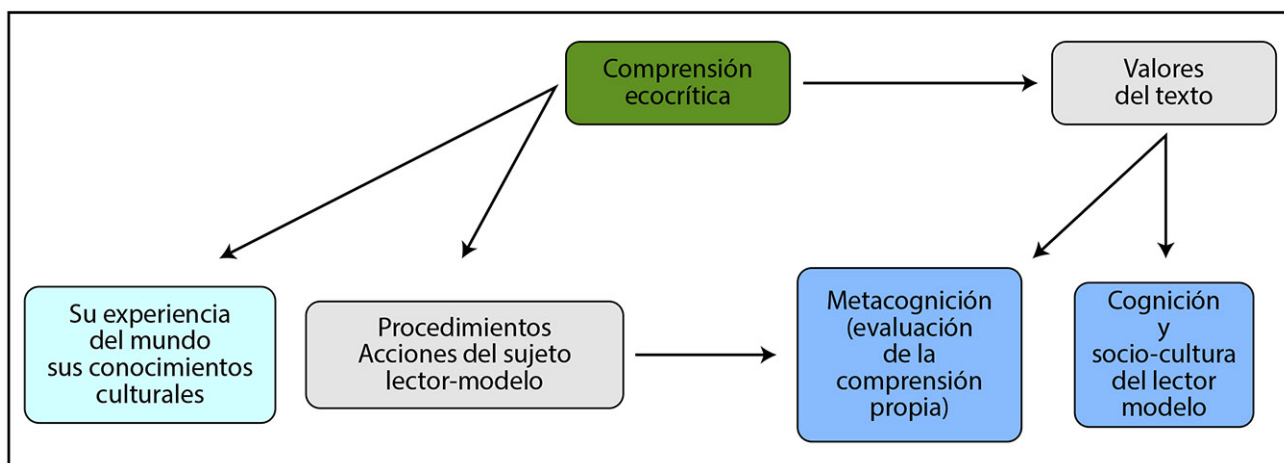 Comprensión
ecocrítica
Valores
del texto
Su experiencia
del mundo
sus conocimientos
culturales
Procedimientos
Acciones del sujeto
lector-modelo
Metacognición
(evaluación
de la
comprensión
propia)
Cognición
y
socio-cultura
del lector
modelo